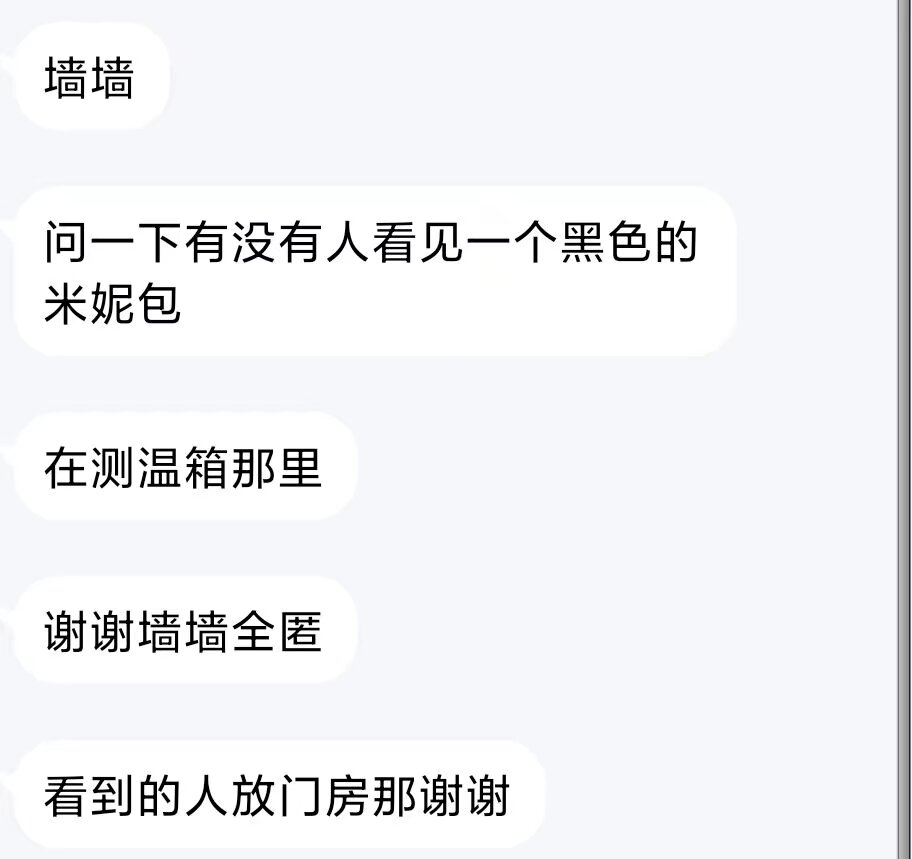 墙墙
问一下有没有人看见一个黑色的
米妮包
在测温箱那里
谢谢墙墙全匿
看到的人放门房那谢谢